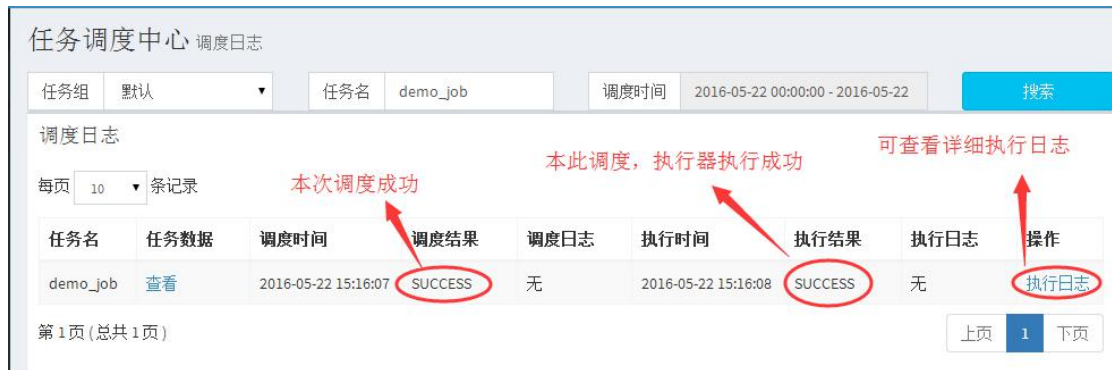 任务调度中心 调度日志
任务组 默认 任务名 demo_job 调度时间 2016-05-22 00:00:00 - 2016-05-22 搜索
调度日志
可查看详细执行日志
本此调度，执行器执行成功
每页 10 条记录
本次调度成功
任务名 任务数据 调度时间 调度结果 调度日志 执行时间 执行结果 执行日志 操作
demo_job 查看 2016-05-22 15:16:07 SUCCESS 无 2016-05-22 15:16:08 SUCCESS 无 执行日志
第1页(总共1页) 上页 1 下页